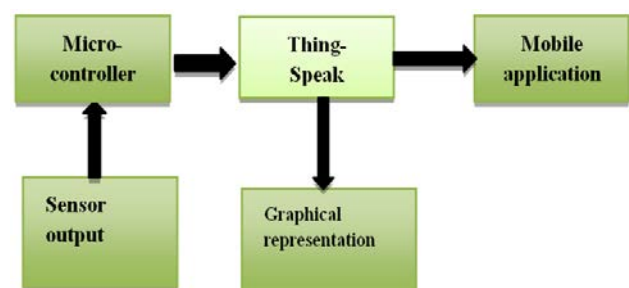 Micro-
controller
Thing-
Speak
Mobile
application
Sensor
output
Graphical
representation